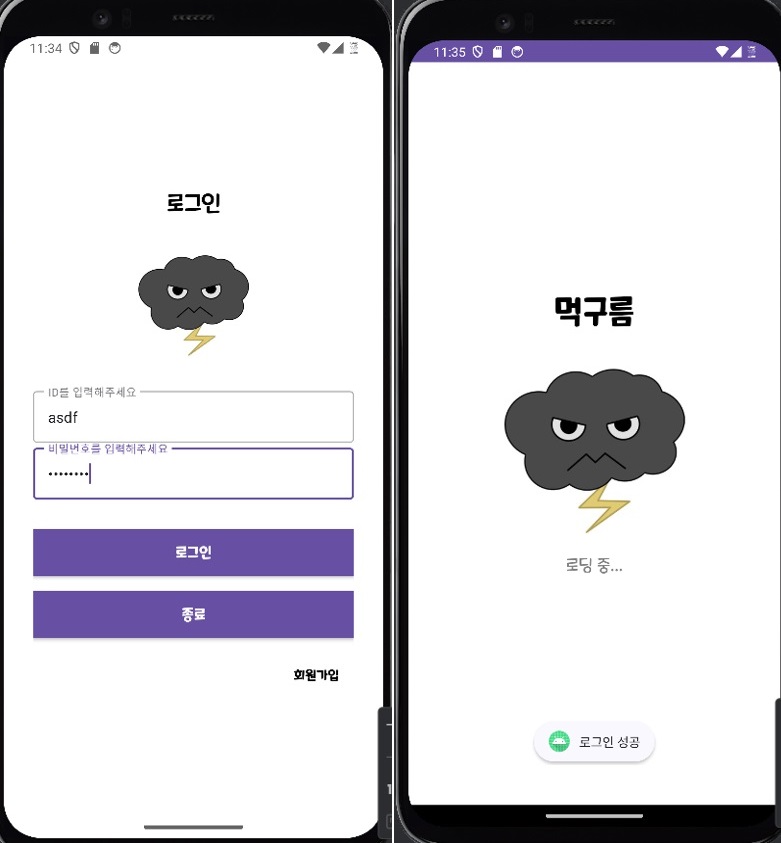 11:34
로그인
ID를 입력해주세요
asdf
비밀번호를 입력해주세요
••••••••
로그인
종료
회원가입
11:35
먹구름
로딩 중...
로그인 성공